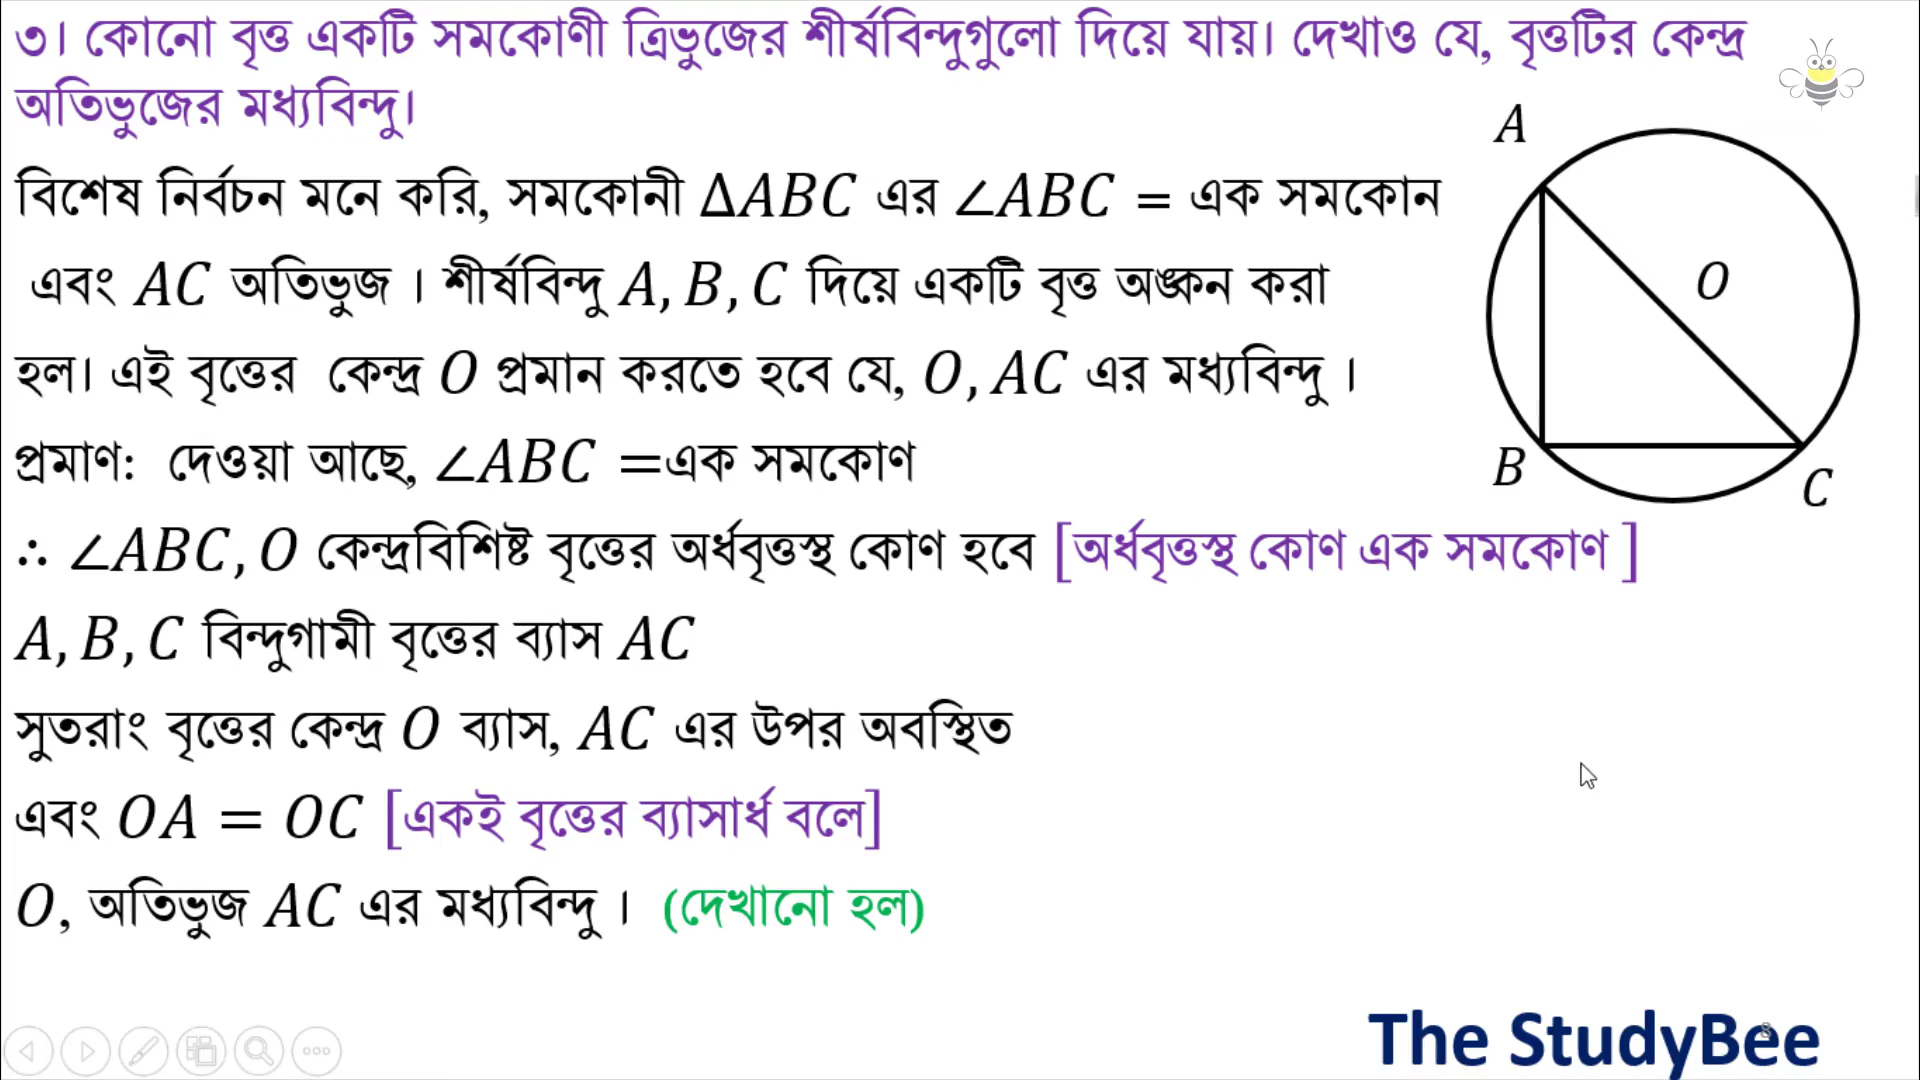 ৩। কোনো বৃত্ত একটি সমকোণী ত্রিভুজের শীর্ষবিন্দুগুলো দিয়ে যায়। দেখাও যে, বৃত্তটির কেন্দ্র
অতিভুজের মধ্যবিন্দু।
বিশেষ নির্বচন মনে করি, সমকোনী ΔABC এর ∠ABC = এক সমকোন
এবং AC অতিভুজ । শীর্ষবিন্দু A, B, C দিয়ে একটি বৃত্ত অঙ্কন করা
হল। এই বৃত্তের কেন্দ্র O প্রমান করতে হবে যে, O, AC এর মধ্যবিন্দু ।
প্রমাণ: দেওয়া আছে, ∠ABC =এক সমকোণ
∴ ∠ABC, O কেন্দ্রবিশিষ্ট বৃত্তের অর্ধবৃত্তস্থ কোণ হবে [অর্ধবৃত্তস্থ কোণ এক সমকোণ ]
A, B, C বিন্দুগামী বৃত্তের ব্যাস AC
সুতরাং বৃত্তের কেন্দ্র O ব্যাস, AC এর উপর অবস্থিত
এবং OA = OC [একই বৃত্তের ব্যাসার্ধ বলে]
O, অতিভুজ AC এর মধ্যবিন্দু । (দেখানো হল)
A
O
B
C
The StudyBee
8